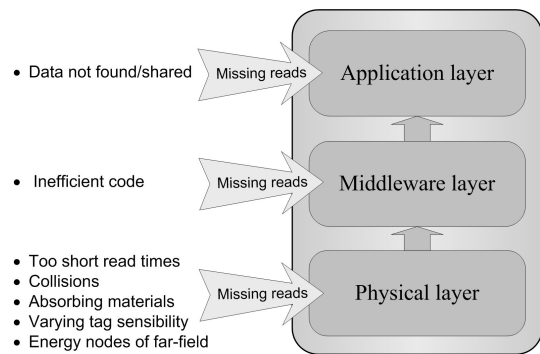 • Data not found/shared
Missing reads
Application layer
• Inefficient code
Missing reads
Middleware layer
• Too short read times
• Collisions
• Absorbing materials
• Varying tag sensibility
• Energy nodes of far-field
Missing reads
Physical layer